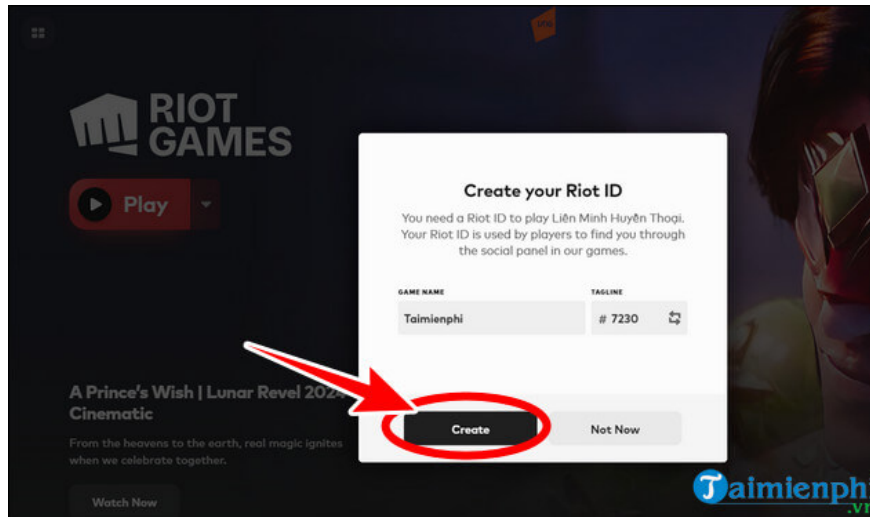 RIOT
GAMES
Play
A Prince's Wish | Lunar Revel 2024
Cinematic
From the heavens to the earth, real magic ignites
when we celebrate together.
Watch Now
Create your Riot ID
You need a Riot ID to play Liên Minh Huyền Thoại.
Your Riot ID is used by players to find you through
the social panel in our games.
GAME NAME
TAGLINE
Taimienphi
# 7230
Create
Not Now
Taimienphi
.vn